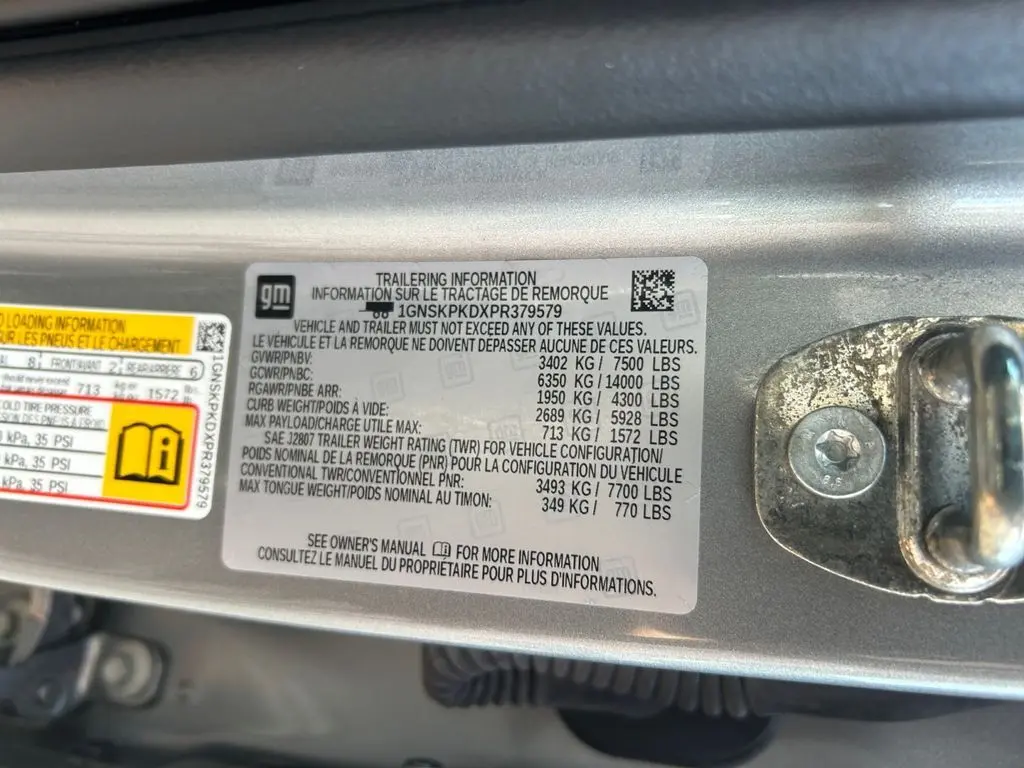 LOADING INFORMATION
SUR LES PNEUS ET LE CHARGEMENT
8 FRONT/AVANT 2 REAR/ARRIÈRE 6
713 kg or 1572
COLD TIRE PRESSURE
kPa, 35 PSI
kPa, 35 PSI
kPa, 35 PSI
1GNSKPKDXPR379579
gm
TRAILERING INFORMATION
INFORMATION SUR LE TRACTAGE DE REMORQUE
1GNSKPKDXPR379579
VEHICLE AND TRAILER MUST NOT EXCEED ANY OF THESE VALUES.
LE VÉHICULE ET LA REMORQUE NE DOIVENT DEPASSER AUCUNE DE CES VALEURS.
GVWR/PNBV: 3402 KG / 7500 LBS
GCWR/PNBC: 6350 KG / 14000 LBS
RGAWR/PNBE ARR: 1950 KG / 4300 LBS
CURB WEIGHT/POIDS À VIDE: 2689 KG / 5928 LBS
MAX PAYLOAD/CHARGE UTILE MAX: 713 KG / 1572 LBS
SAE J2807 TRAILER WEIGHT RATING (TWR) FOR VEHICLE CONFIGURATION/
POIDS NOMINAL DE LA REMORQUE (PNR) POUR LA CONFIGURATION DU VÉHICULE
CONVENTIONAL TWR/CONVENTIONNEL PNR: 3493 KG / 7700 LBS
MAX TONGUE WEIGHT/POIDS NOMINAL AU TIMON: 349 KG / 770 LBS
SEE OWNER'S MANUAL FOR MORE INFORMATION
CONSULTEZ LE MANUEL DU PROPRIÉTAIRE POUR PLUS D'INFORMATIONS.